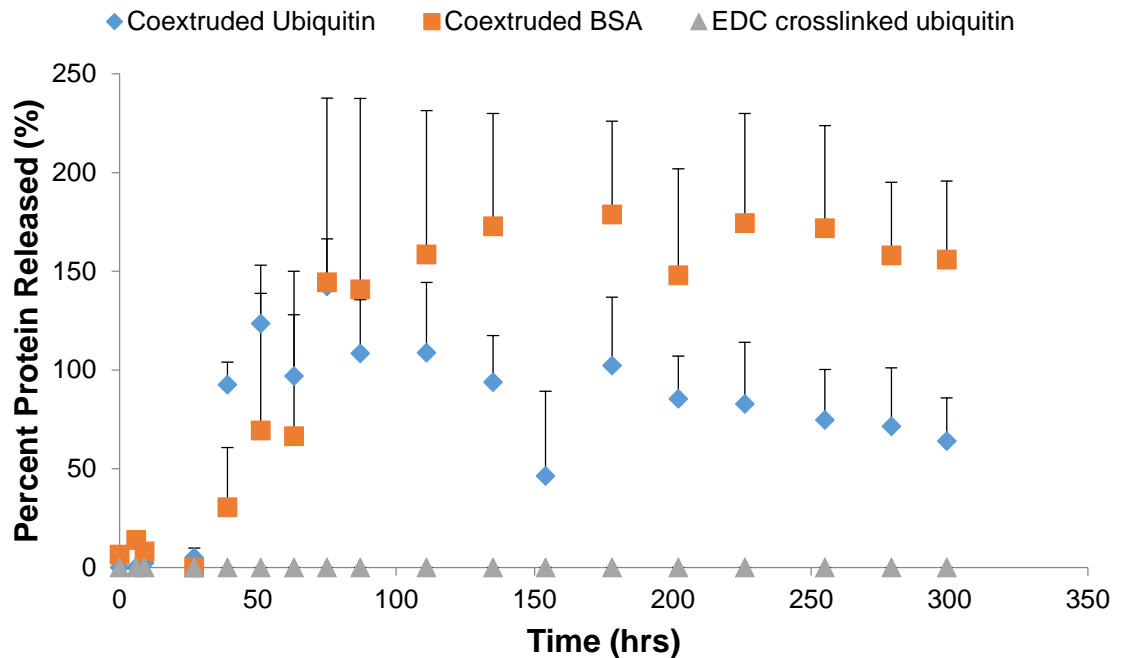 Coextruded Ubiquitin Coextruded BSA EDC crosslinked ubiquitin
250
200
150
100
50
0
Percent Protein Released (%)
0 50 100 150 200 250 300 350
Time (hrs)